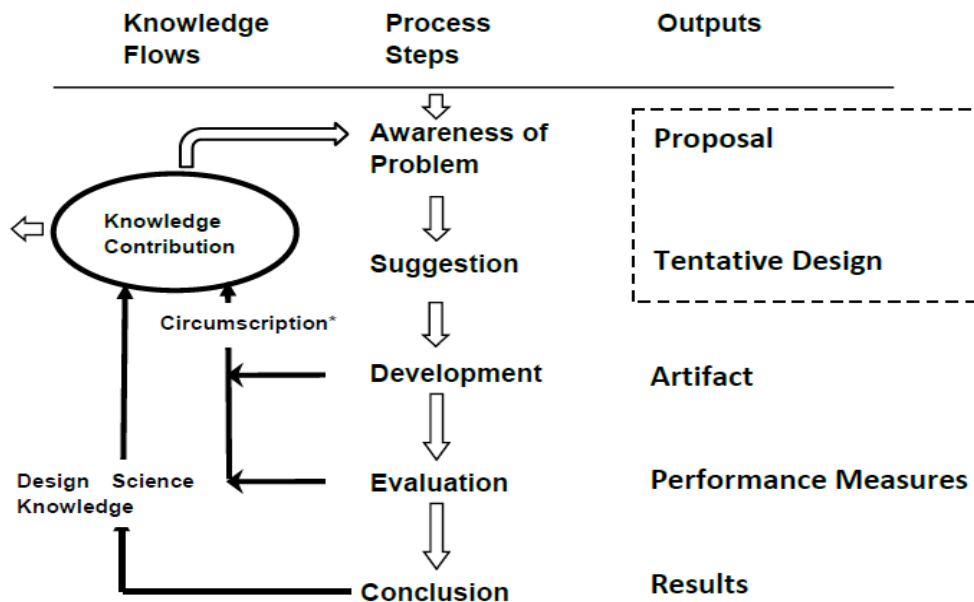 Knowledge
Flows
Process
Steps
Outputs
Awareness of
Problem
Proposal
Knowledge
Contribution
Suggestion
Tentative Design
Circumscription*
Development
Artifact
Design Science
Knowledge
Evaluation
Performance Measures
Conclusion
Results